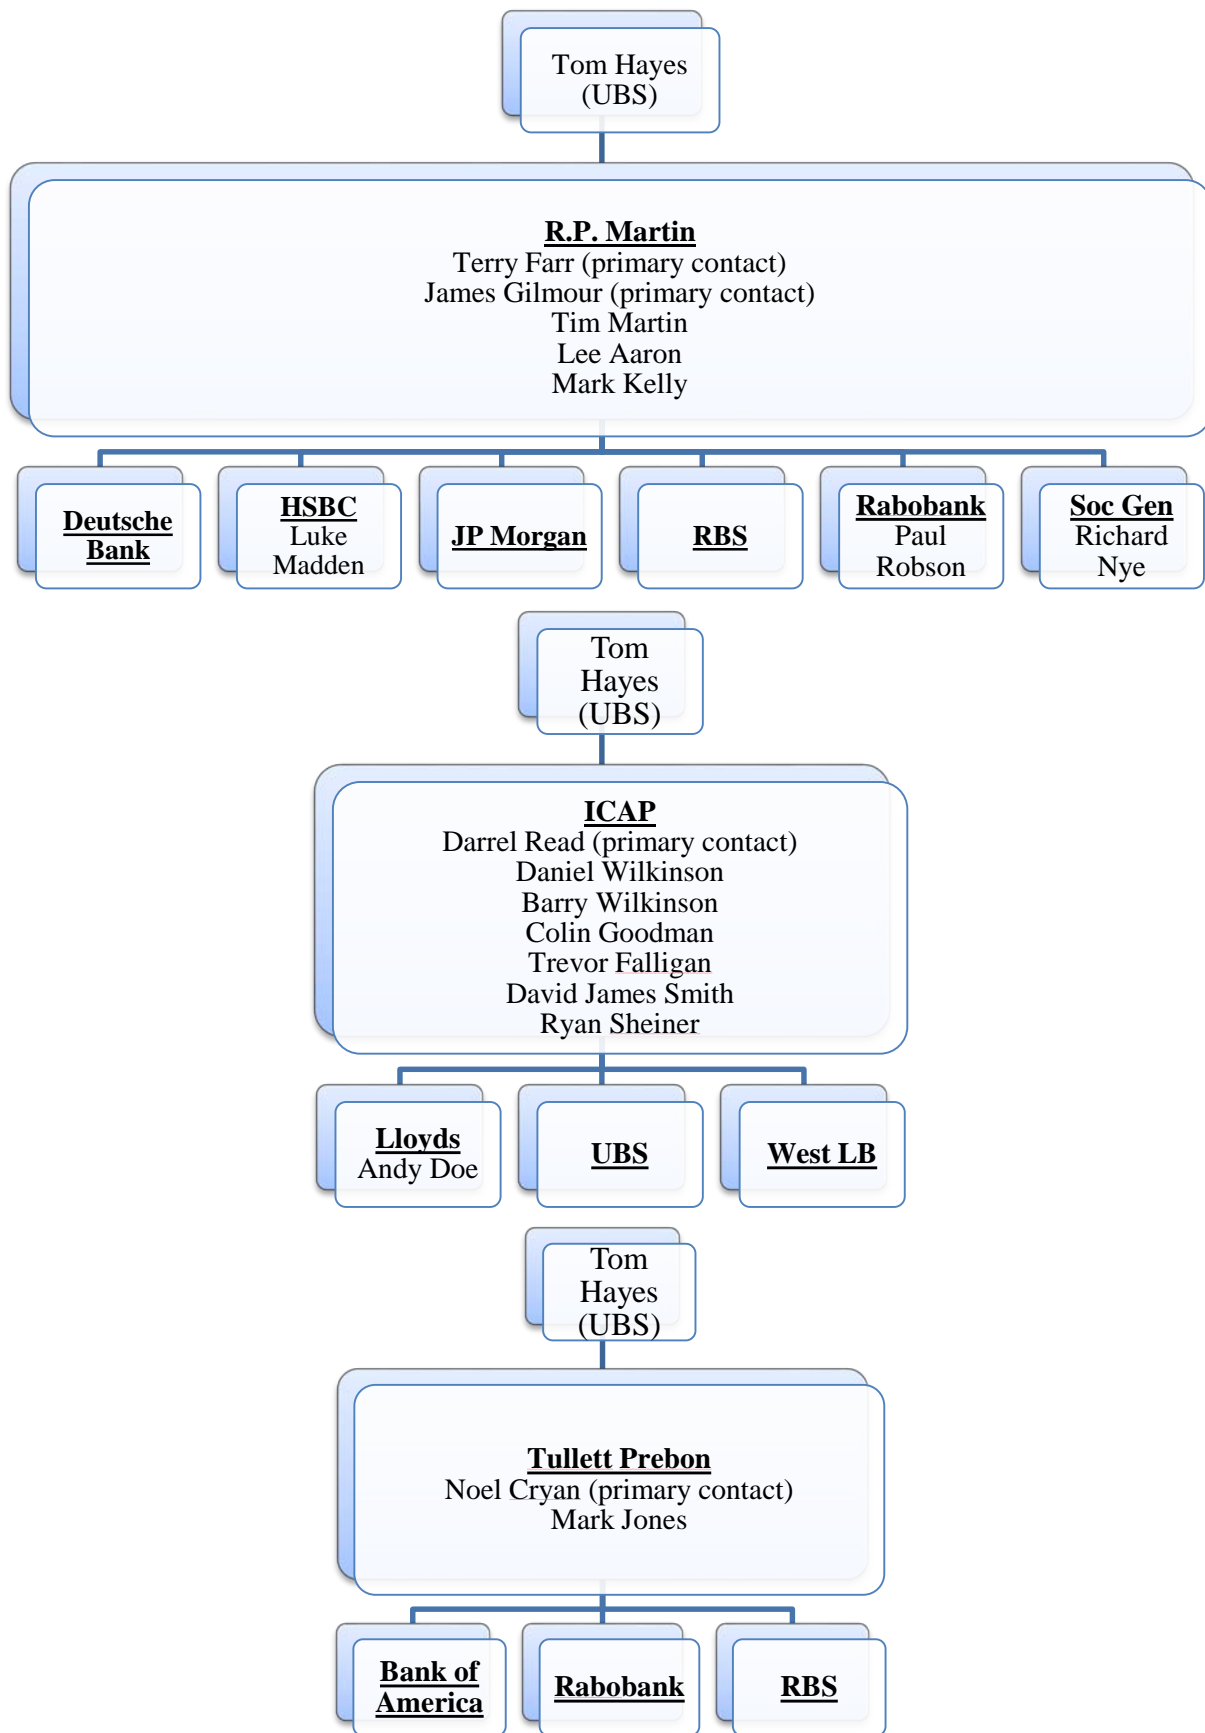 Tom Hayes
(UBS)
R.P. Martin
Terry Farr (primary contact)
James Gilmour (primary contact)
Tim Martin
Lee Aaron
Mark Kelly
Deutsche
Bank
HSBC
Luke
Madden
JP Morgan
RBS
Rabobank
Paul
Robson
Soc Gen
Richard
Nye
Tom
Hayes
(UBS)
ICAP
Darrel Read (primary contact)
Daniel Wilkinson
Barry Wilkinson
Colin Goodman
Trevor Falligan
David James Smith
Ryan Sheiner
Lloyds
Andy Doe
UBS
West LB
Tom
Hayes
(UBS)
Tullett Prebon
Noel Cryan (primary contact)
Mark Jones
Bank of
America
Rabobank
RBS